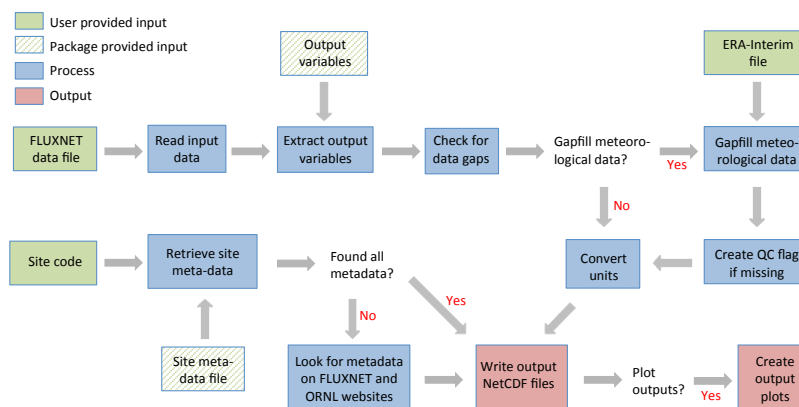 User provided input
Package provided input
Process
Output
Output
variables
ERA-Interim
file
FLUXNET
data file
Read input
data
Extract output
variables
Check for
data gaps
Gapfill meteoro-
logical data?
Yes
Gapfill meteo-
rological data
No
Site code
Retrieve site
meta-data
Found all
metadata?
Convert
units
Create QC flag
if missing
Yes
No
Site meta-
data file
Look for metadata
on FLUXNET and
ORNL websites
Write output
NetCDF files
Plot
outputs?
Yes
Create
output
plots